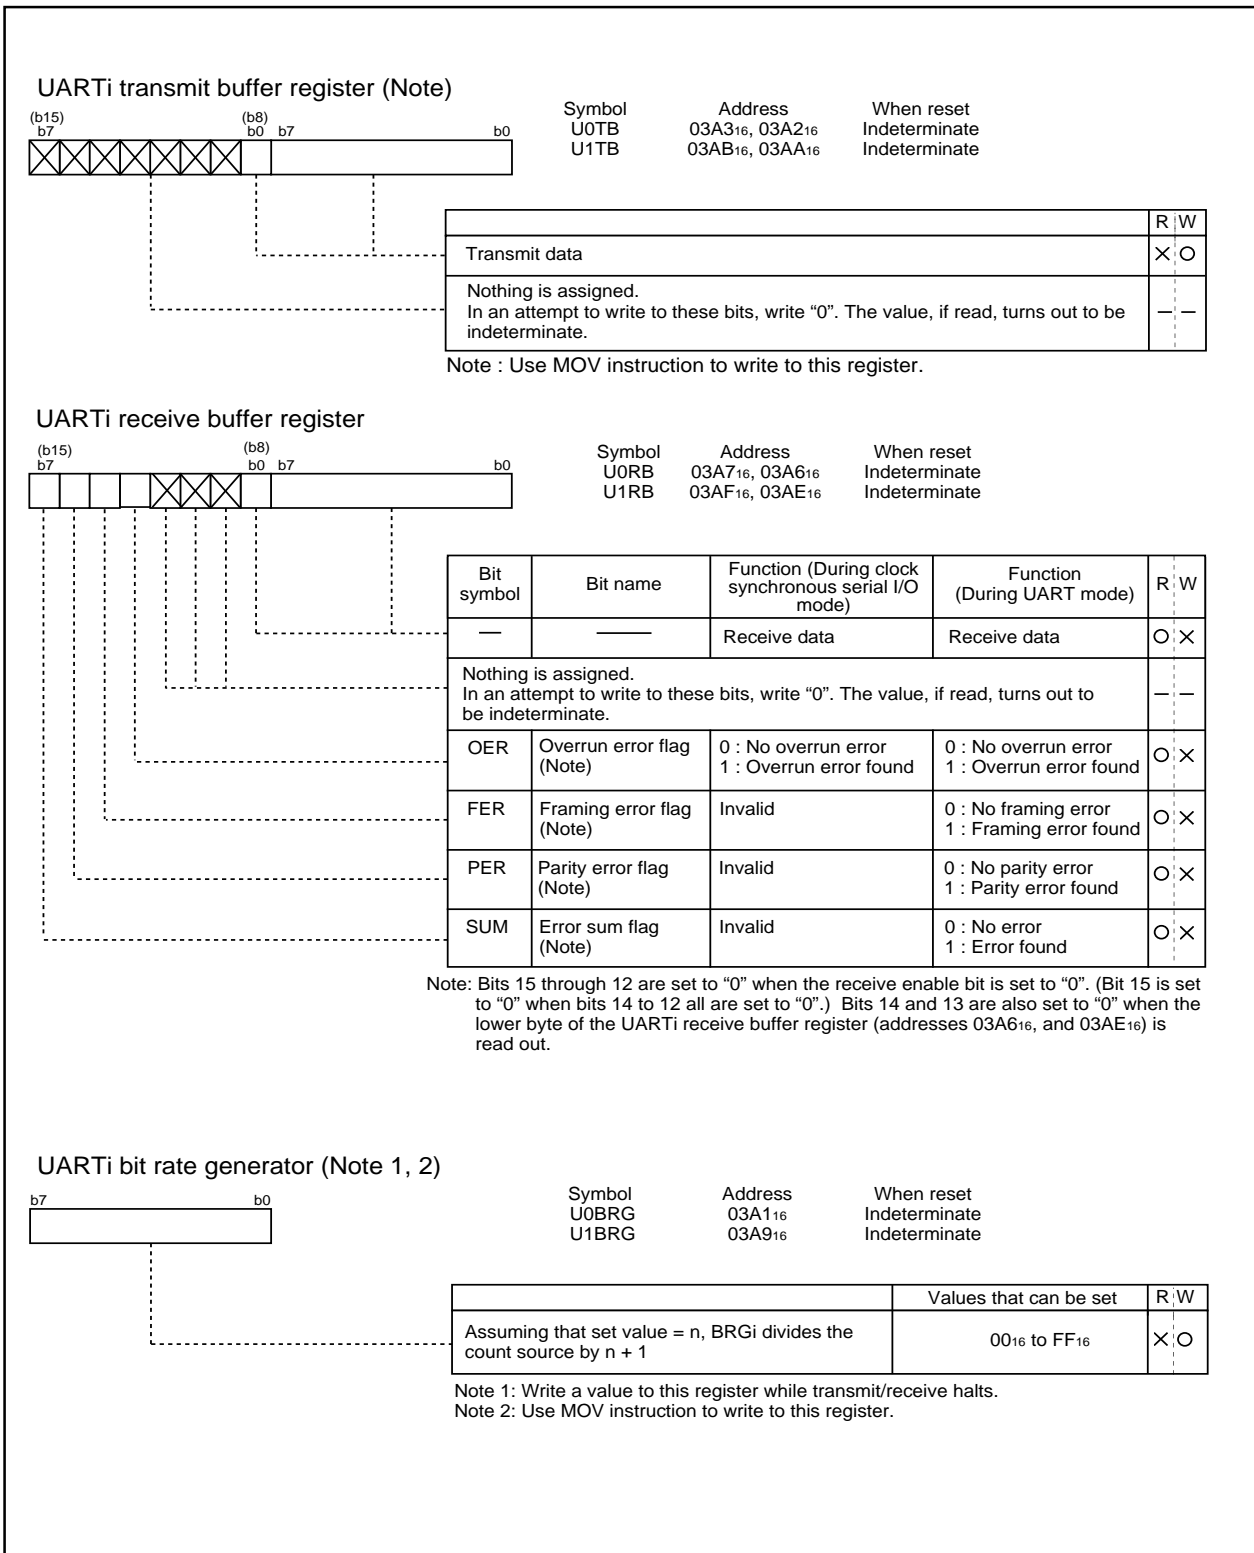 UARTi transmit buffer register (Note)
(b15) (b8)
b7 b0 b7 b0
Symbol Address When reset
U0TB 03A3₁₆, 03A2₁₆ Indeterminate
U1TB 03AB₁₆, 03AA₁₆ Indeterminate
R W
Transmit data × ○
Nothing is assigned.
In an attempt to write to these bits, write “0”. The value, if read, turns out to be
indeterminate.
— —
Note : Use MOV instruction to write to this register.
UARTi receive buffer register
(b15) (b8)
b7 b0 b7 b0
Symbol Address When reset
U0RB 03A7₁₆, 03A6₁₆ Indeterminate
U1RB 03AF₁₆, 03AE₁₆ Indeterminate
Bit Function (During clock Function
symbol Bit name synchronous serial I/O (During UART mode) R W
mode)
— —— Receive data Receive data ○ ×
Nothing is assigned.
In an attempt to write to these bits, write “0”. The value, if read, turns out to
be indeterminate.
— —
OER Overrun error flag 0 : No overrun error 0 : No overrun error ○ ×
(Note) 1 : Overrun error found 1 : Overrun error found
FER Framing error flag Invalid 0 : No framing error ○ ×
(Note) 1 : Framing error found
PER Parity error flag Invalid 0 : No parity error ○ ×
(Note) 1 : Parity error found
SUM Error sum flag Invalid 0 : No error ○ ×
(Note) 1 : Error found
Note: Bits 15 through 12 are set to “0” when the receive enable bit is set to “0”. (Bit 15 is set
to “0” when bits 14 to 12 all are set to “0”.) Bits 14 and 13 are also set to “0” when the
lower byte of the UARTi receive buffer register (addresses 03A6₁₆, and 03AE₁₆) is
read out.
UARTi bit rate generator (Note 1, 2)
b7 b0
Symbol Address When reset
U0BRG 03A1₁₆ Indeterminate
U1BRG 03A9₁₆ Indeterminate
Values that can be set R W
Assuming that set value = n, BRGi divides the
count source by n + 1
00₁₆ to FF₁₆ × ○
Note 1: Write a value to this register while transmit/receive halts.
Note 2: Use MOV instruction to write to this register.